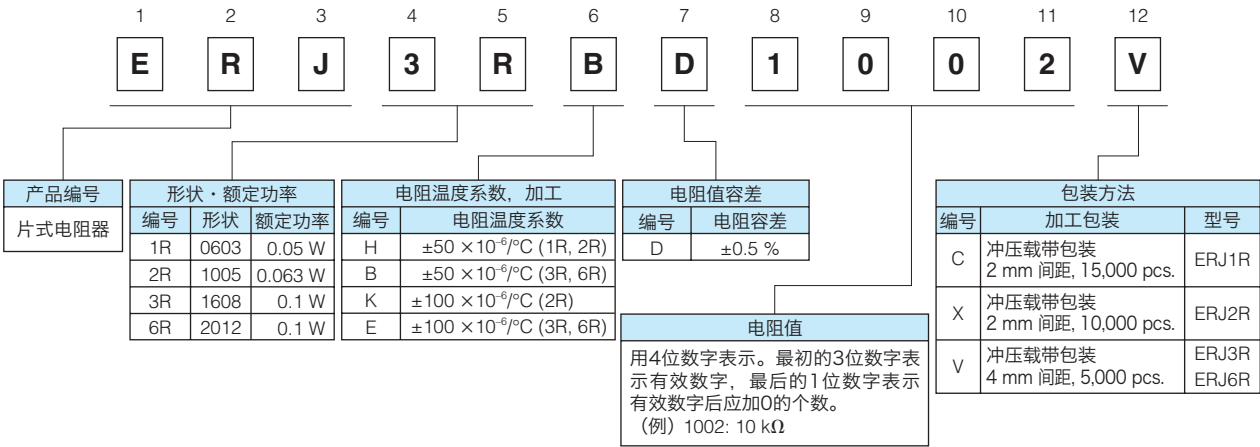 1 2 3 4 5 6 7 8 9 10 11 12
E R J 3 R B D 1 0 0 2 V
产品编号
片式电阻器
形状・额定功率
编号 形状 额定功率
1R 0603 0.05 W
2R 1005 0.063 W
3R 1608 0.1 W
6R 2012 0.1 W
电阻温度系数, 加工
编号 电阻温度系数
H ±50 ×10⁻⁶/°C (1R, 2R)
B ±50 ×10⁻⁶/°C (3R, 6R)
K ±100 ×10⁻⁶/°C (2R)
E ±100 ×10⁻⁶/°C (3R, 6R)
电阻值容差
编号 电阻容差
D ±0.5 %
电阻值
用4位数字表示。最初的3位数字表
示有效数字，最后的1位数字表示
有效数字后应加0的个数。
（例）1002: 10 kΩ
包装方法
编号 加工包装 型号
C 冲压载带包装 ERJ1R
2 mm 间距, 15,000 pcs.
X 冲压载带包装 ERJ2R
2 mm 间距, 10,000 pcs.
V 冲压载带包装 ERJ3R
4 mm 间距, 5,000 pcs. ERJ6R